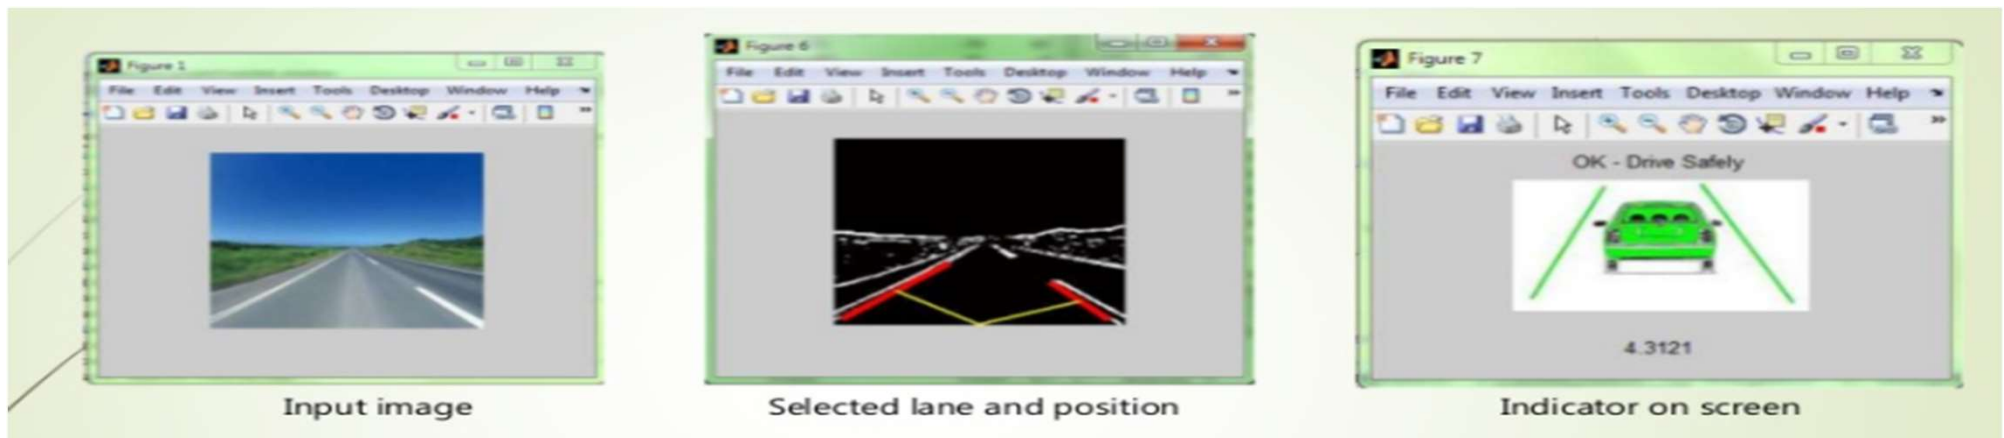 Figure 1
File Edit View Insert Tools Desktop Window Help
Input image
Figure 6
File Edit View Insert Tools Desktop Window Help
Selected lane and position
Figure 7
File Edit View Insert Tools Desktop Window Help
OK - Drive Safely
4.3121
Indicator on screen